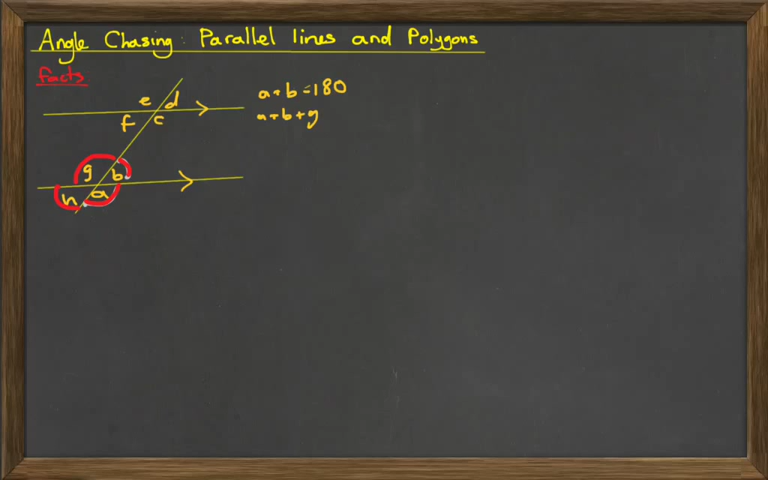 Angle Chasing: Parallel lines and Polygons
Facts
e d
f c
g b
h a
a+b=180
a+b+g